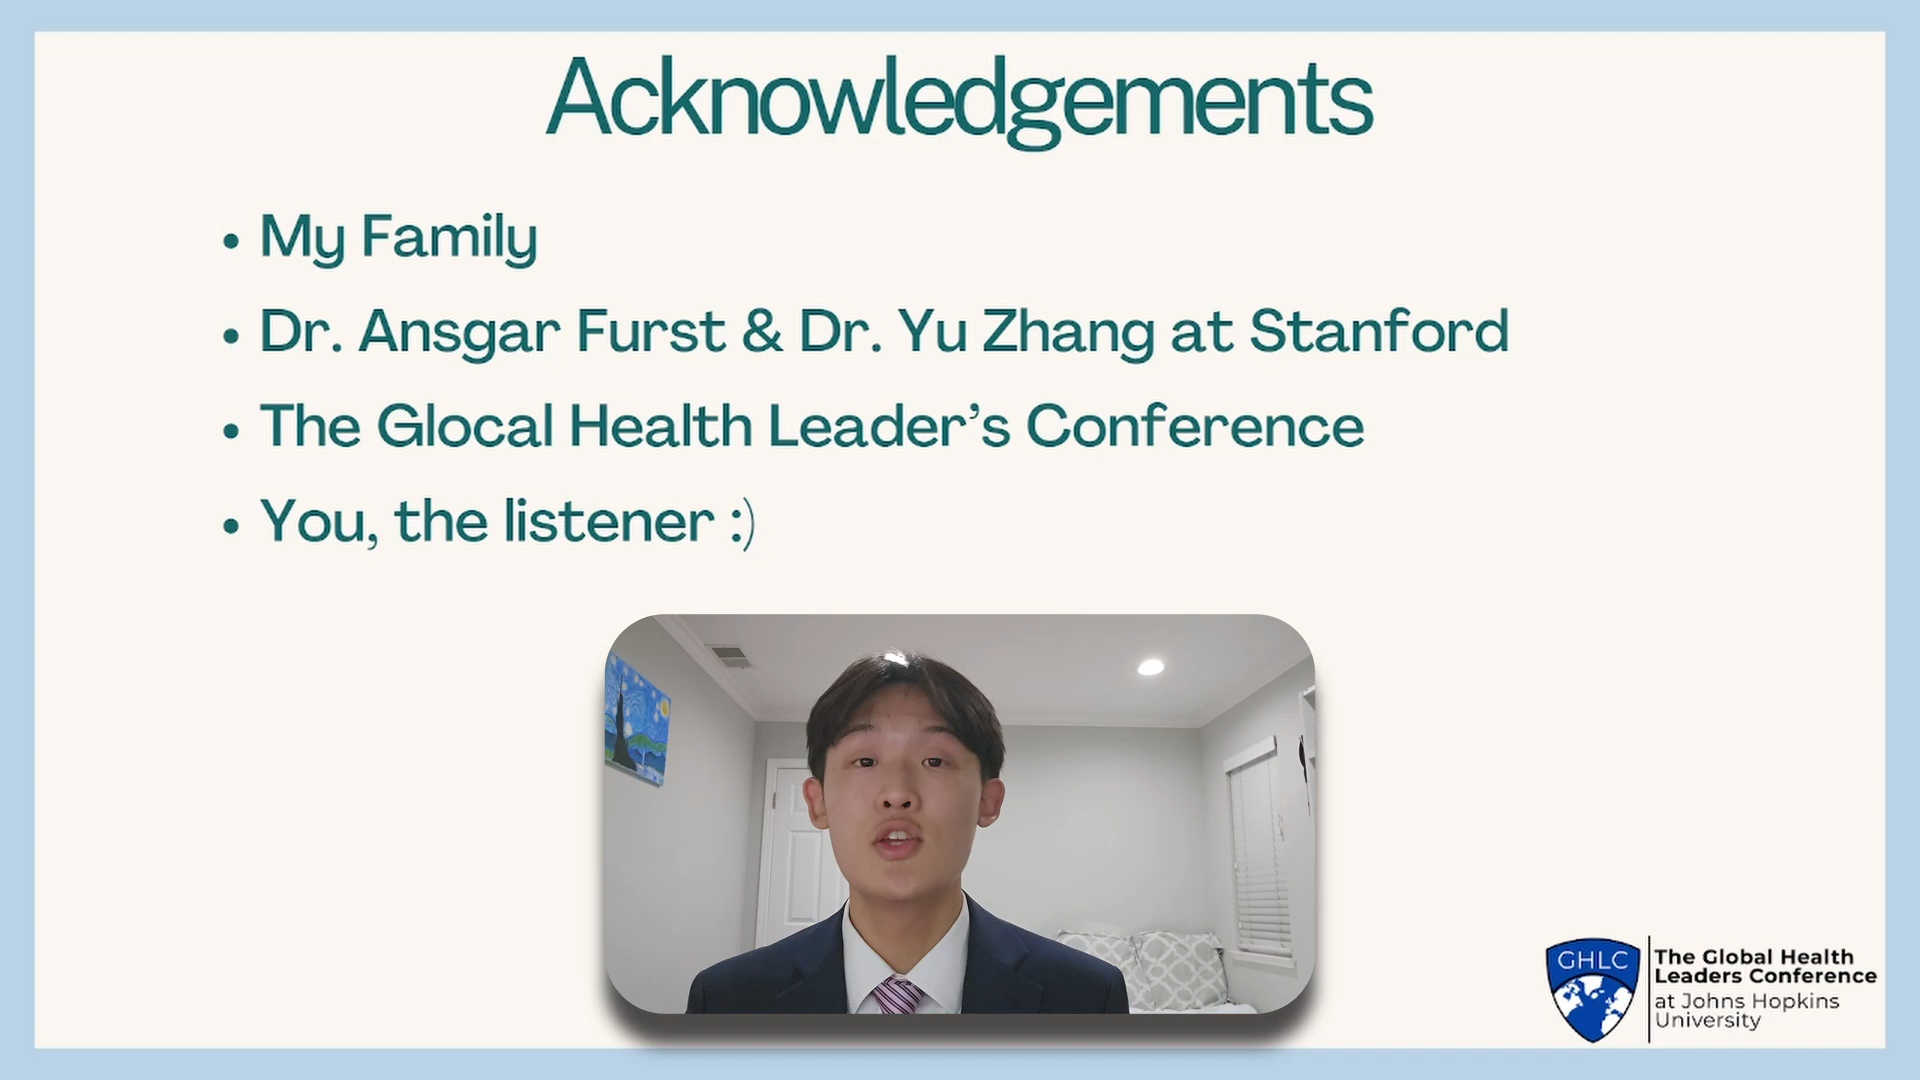 Acknowledgements
• My Family
• Dr. Ansgar Furst & Dr. Yu Zhang at Stanford
• The Glocal Health Leader’s Conference
• You, the listener :)
GHLC
The Global Health
Leaders Conference
at Johns Hopkins
University